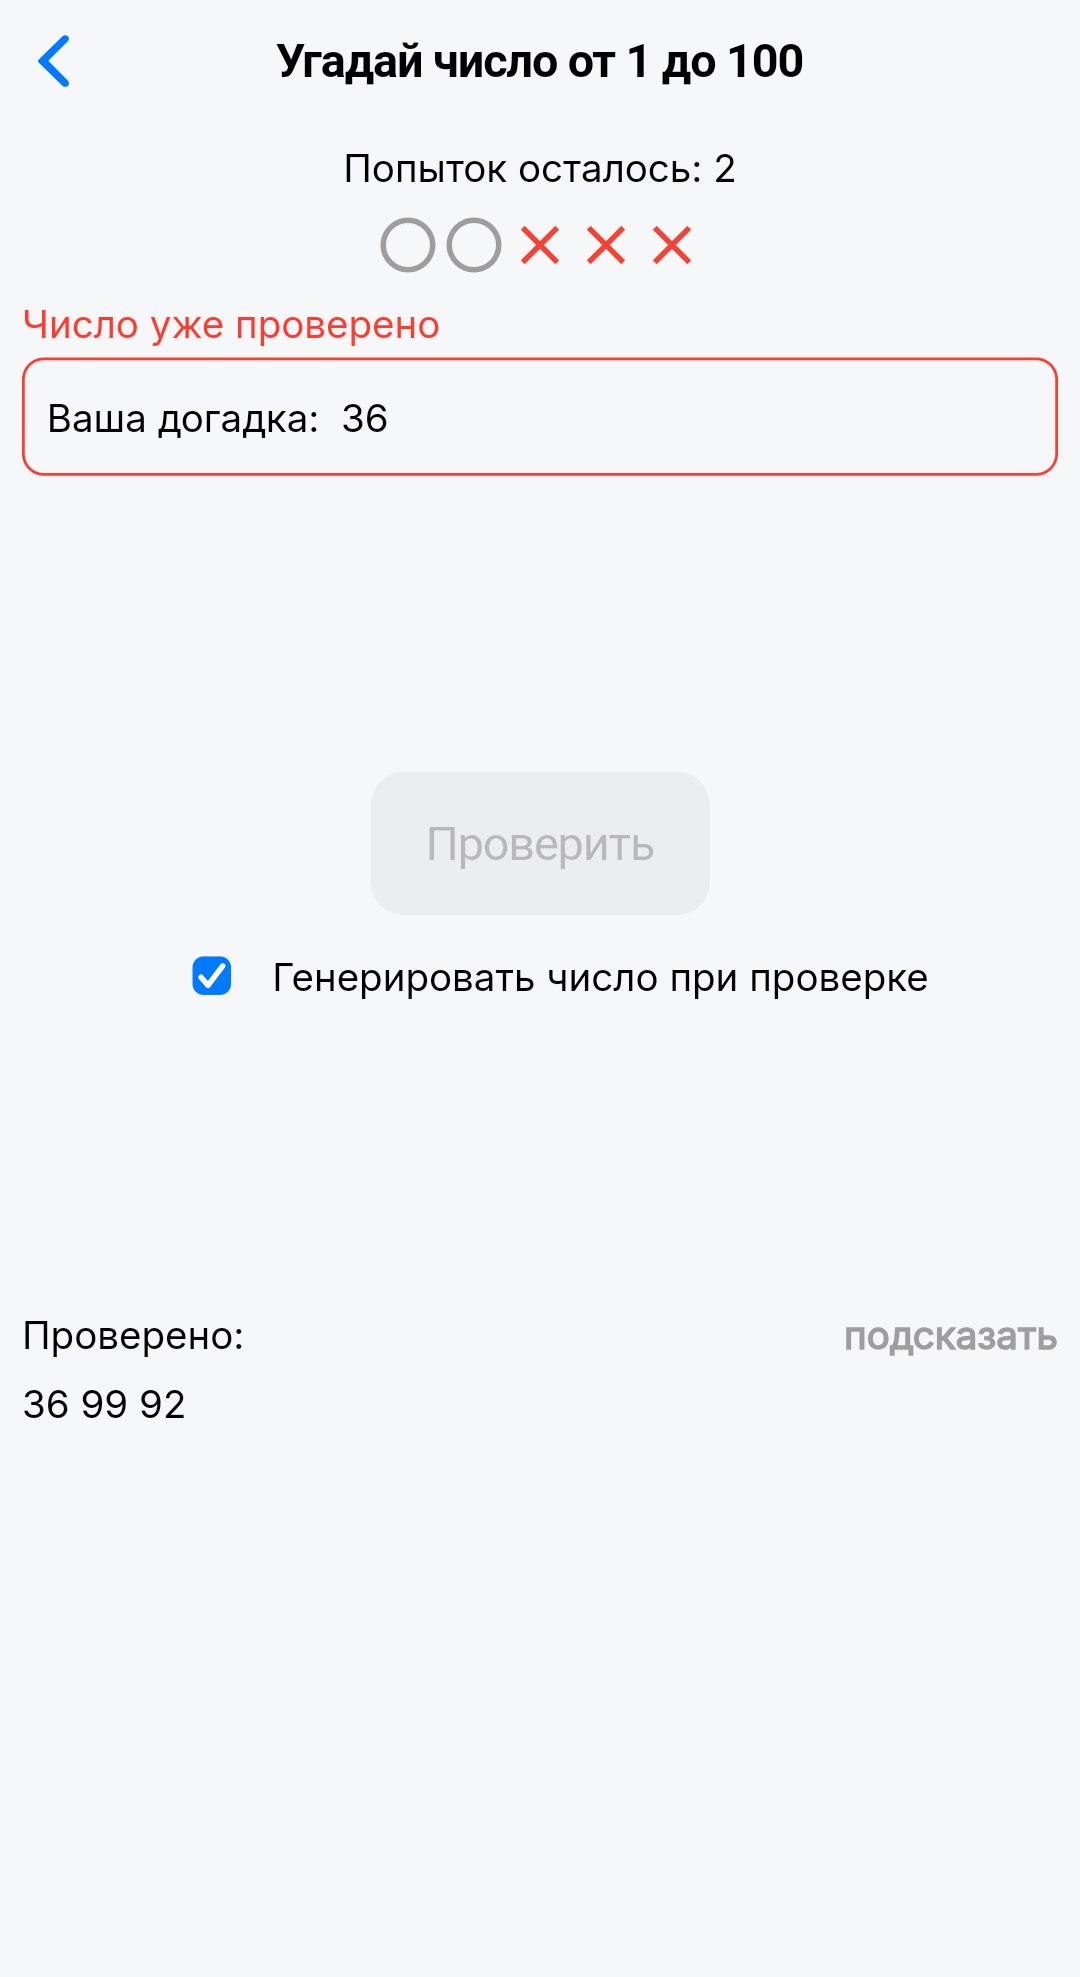 Угадай число от 1 до 100
Попыток осталось: 2
Число уже проверено
Ваша догадка: 36
Проверить
Генерировать число при проверке
Проверено:
подсказать
36 99 92